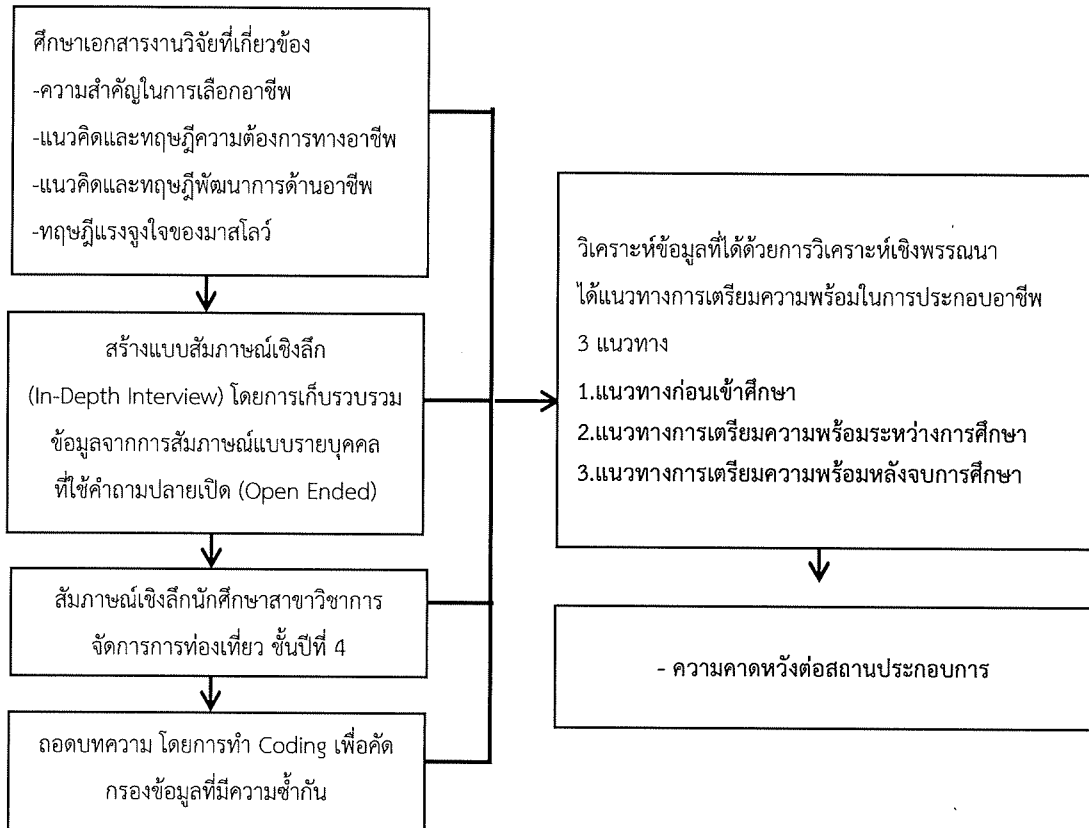 ศึกษาเอกสารงานวิจัยที่เกี่ยวข้อง
-ความสำคัญในการเลือกอาชีพ
-แนวคิดและทฤษฎีความต้องการทางอาชีพ
-แนวคิดและทฤษฎีพัฒนาการด้านอาชีพ
-ทฤษฎีแรงจูงใจของมาสโลว์
สร้างแบบสัมภาษณ์เชิงลึก
(In-Depth Interview) โดยการเก็บรวบรวม
ข้อมูลจากการสัมภาษณ์แบบรายบุคคล
ที่ใช้คำถามปลายเปิด (Open Ended)
สัมภาษณ์เชิงลึกนักศึกษาสาขาวิชาการ
จัดการการท่องเที่ยว ชั้นปีที่ 4
ถอดบทความ โดยการทำ Coding เพื่อคัด
กรองข้อมูลที่มีความซ้ำกัน
วิเคราะห์ข้อมูลที่ได้ด้วยการวิเคราะห์เชิงพรรณนา
ได้แนวทางการเตรียมความพร้อมในการประกอบอาชีพ
3 แนวทาง
1.แนวทางก่อนเข้าศึกษา
2.แนวทางการเตรียมความพร้อมระหว่างการศึกษา
3.แนวทางการเตรียมความพร้อมหลังจบการศึกษา
- ความคาดหวังต่อสถานประกอบการ